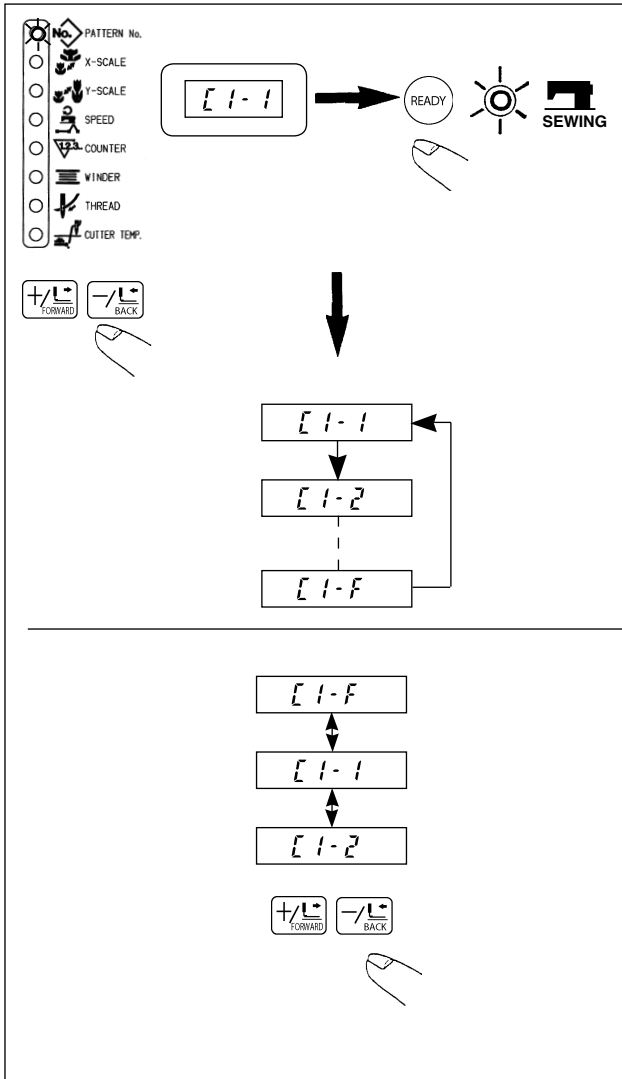 No. PATTERN No.
X-SCALE
Y-SCALE
SPEED
123 COUNTER
WINDER
THREAD
CUTTER TEMP.
C1-1
READY
SEWING
+/ FORWARD -/ BACK
C1-1
C1-2
C1-F
C1-F
C1-1
C1-2
+/ FORWARD -/ BACK